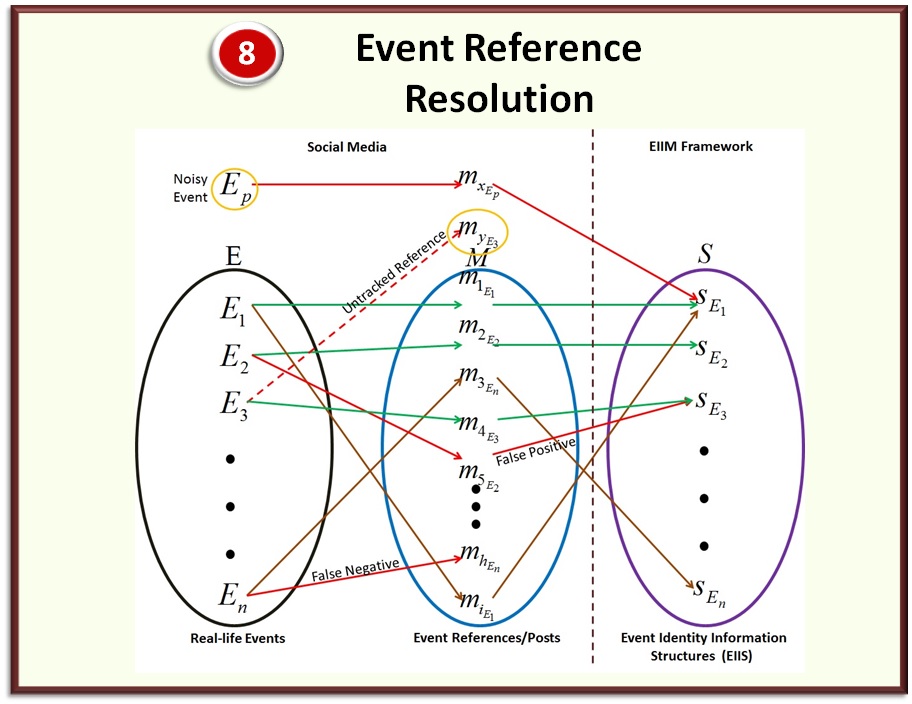 8
Event Reference
Resolution
Social Media
EIIM Framework
Noisy
Event
E_p
m_{x_{E_p}}
m_{y_{E_3}}
Untracked Reference
E
M
S
E_1
m_{1_{E_1}}
s_{E_1}
E_2
m_{2_{E_2}}
s_{E_2}
E_3
m_{3_{E_n}}
s_{E_3}
m_{4_{E_3}}
False Positive
m_{5_{E_2}}
False Negative
m_{h_{E_n}}
E_n
m_{i_{E_1}}
s_{E_n}
Real-life Events
Event References/Posts
Event Identity Information
Structures (EIIS)